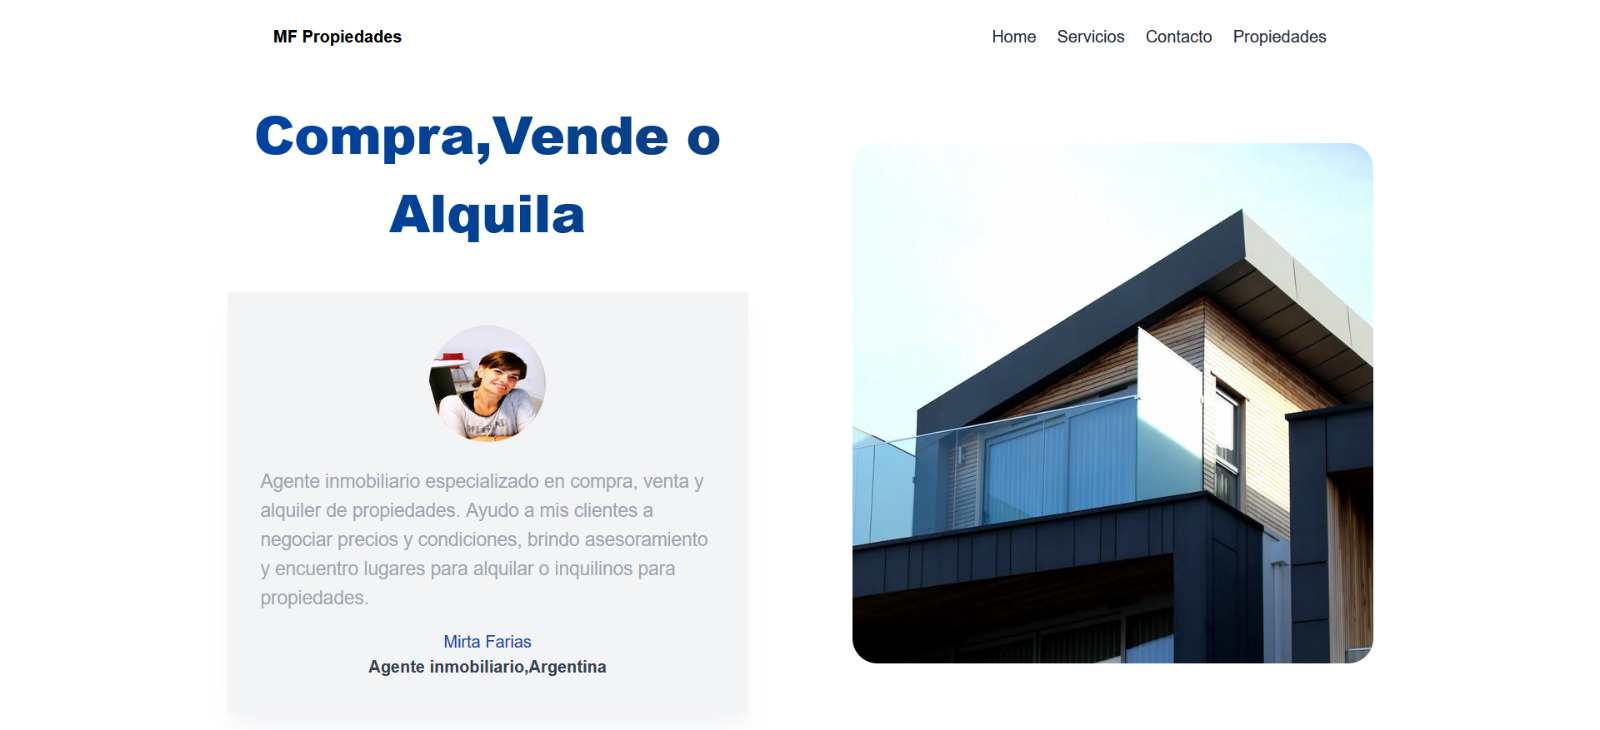 MF Propiedades
Home Servicios Contacto Propiedades
Compra,Vende o
Alquila
Agente inmobiliario especializado en compra, venta y
alquiler de propiedades. Ayudo a mis clientes a
negociar precios y condiciones, brindo asesoramiento
y encuentro lugares para alquilar o inquilinos para
propiedades.
Mirta Farias
Agente inmobiliario,Argentina